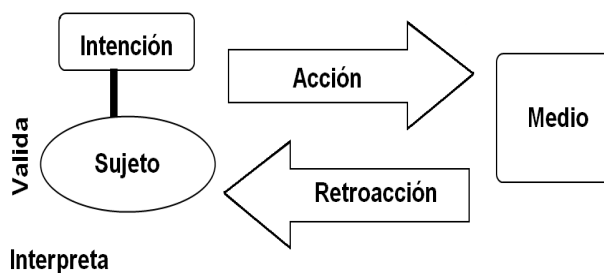 Intención
Acción
Medio
Valida
Sujeto
Retroacción
Interpreta